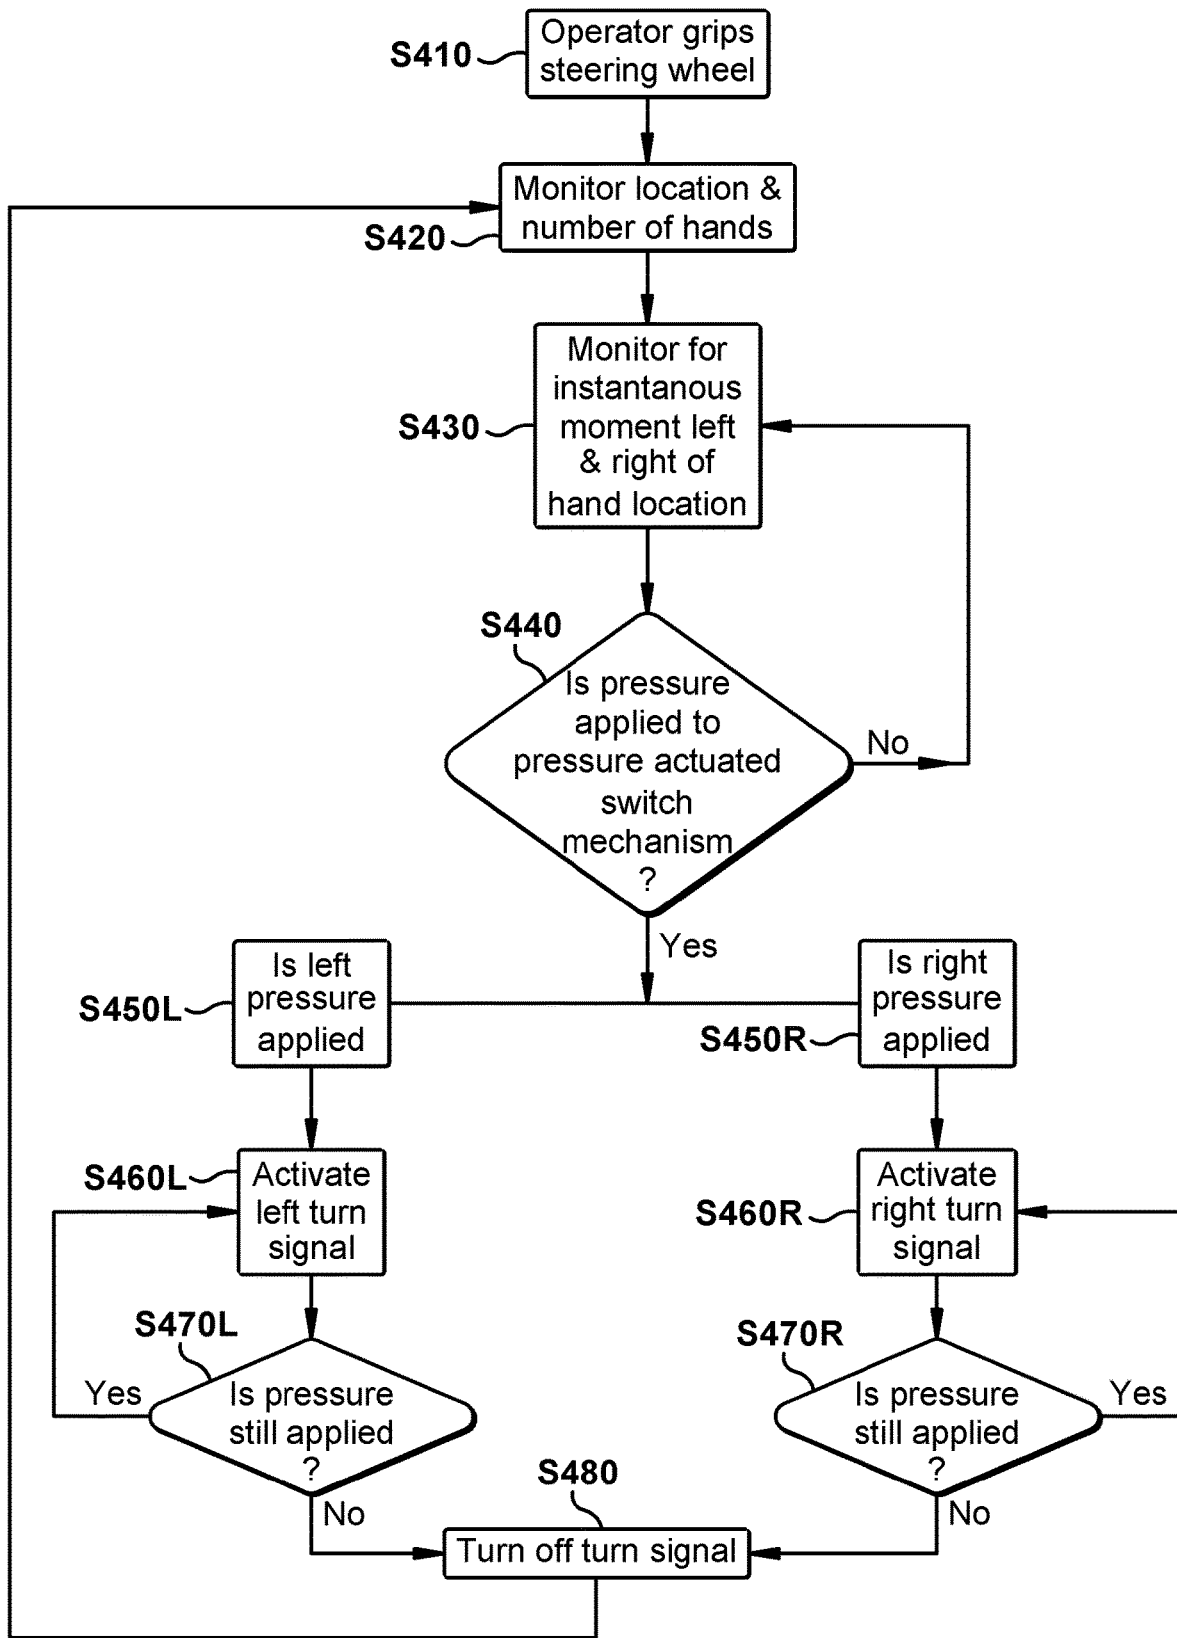 S410
Operator grips
steering wheel
Monitor location &
number of hands
S420
Monitor for
instantanous
moment left
& right of
hand location
S430
S440
Is pressure
applied to
pressure actuated
switch
mechanism
?
No
Yes
Is left
pressure
applied
S450L
Is right
pressure
applied
S450R
S460L
Activate
left turn
signal
S460R
Activate
right turn
signal
S470L
Yes
Is pressure
still applied
?
No
S470R
Is pressure
still applied
?
Yes
No
S480
Turn off turn signal